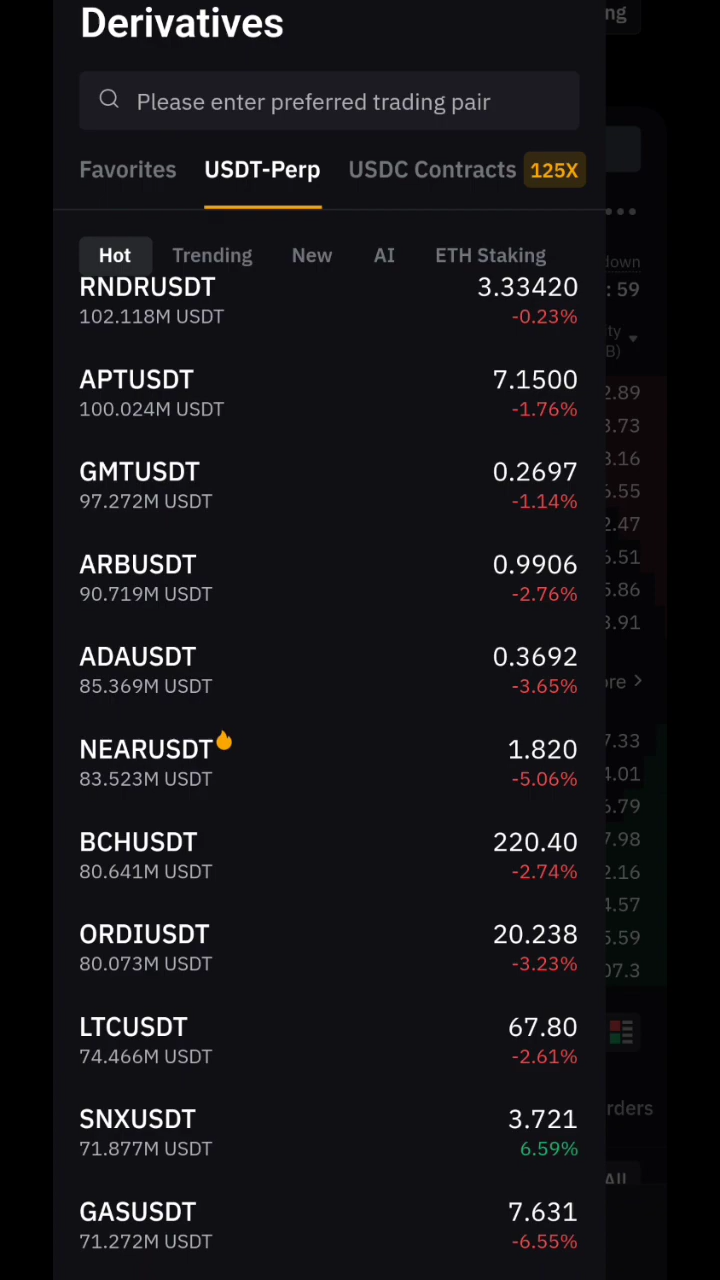 Derivatives
Please enter preferred trading pair
Favorites USDT-Perp USDC Contracts 125X
Hot Trending New AI ETH Staking
RNDRUSDT 3.33420
102.118M USDT -0.23%
APTUSDT 7.1500
100.024M USDT -1.76%
GMTUSDT 0.2697
97.272M USDT -1.14%
ARBUSDT 0.9906
90.719M USDT -2.76%
ADAUSDT 0.3692
85.369M USDT -3.65%
NEARUSDT 1.820
83.523M USDT -5.06%
BCHUSDT 220.40
80.641M USDT -2.74%
ORDIUSDT 20.238
80.073M USDT -3.23%
LTCUSDT 67.80
74.466M USDT -2.61%
SNXUSDT 3.721
71.877M USDT 6.59%
GASUSDT 7.631
71.272M USDT -6.55%